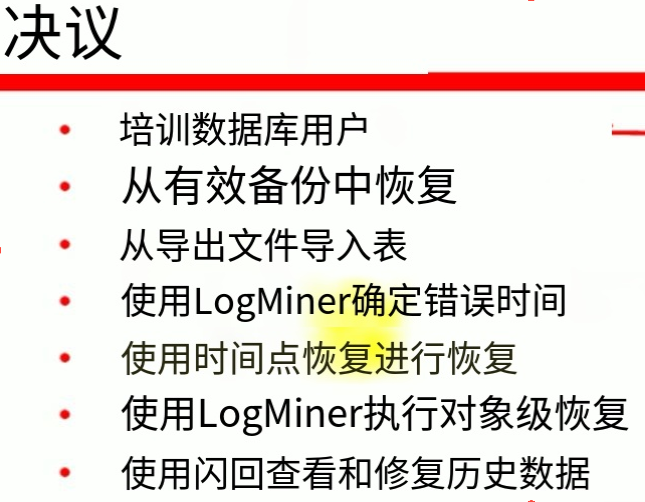 决议
培训数据库用户
从有效备份中恢复
从导出文件导入表
使用LogMiner确定错误时间
使用时间点恢复进行恢复
使用LogMiner执行对象级恢复
使用闪回查看和修复历史数据